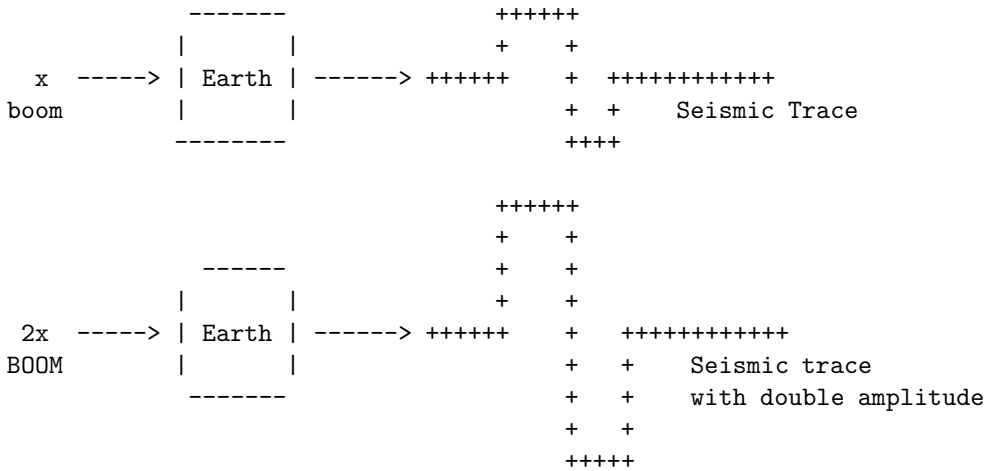 -------                ++++++
|       |              +    +
x  -----> | Earth | ------> ++++++    +  ++++++++++++
boom        |       |                   +  +    Seismic Trace
--------                    ++++
++++++
+    +
------               +    +
|       |              +    +
2x  -----> | Earth | ------> ++++++    +   ++++++++++++
BOOM        |       |                   +   +    Seismic trace
-------                    +   +    with double amplitude
+   +
+++++